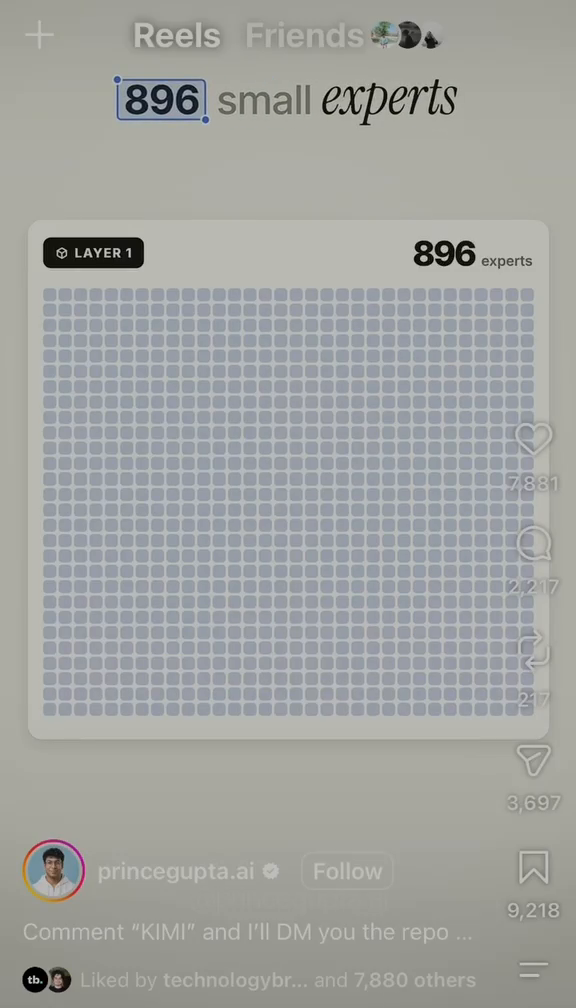 Reels Friends
896 small experts
LAYER 1
896 experts
7,881
2,217
217
3,697
princegupta.ai Follow
9,218
Comment “KIMI” and I’ll DM you the repo ...
tb. Liked by technologybr... and 7,880 others